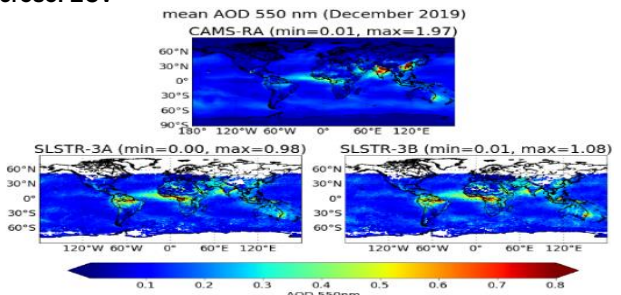 mean AOD 550 nm (December 2019)
CAMS-RA (min=0.01, max=1.97)
60°N
30°N
0°
30°S
60°S
90°S
180° 120°W 60°W 0° 60°E 120°E
SLSTR-3A (min=0.00, max=0.98) SLSTR-3B (min=0.01, max=1.08)
60°N 60°N
30°N 30°N
0° 0°
30°S 30°S
60°S 60°S
120°W 60°W 0° 60°E 120°E 120°W 60°W 0° 60°E 120°E
0.1 0.2 0.3 0.4 0.5 0.6 0.7 0.8
AOD 550nm